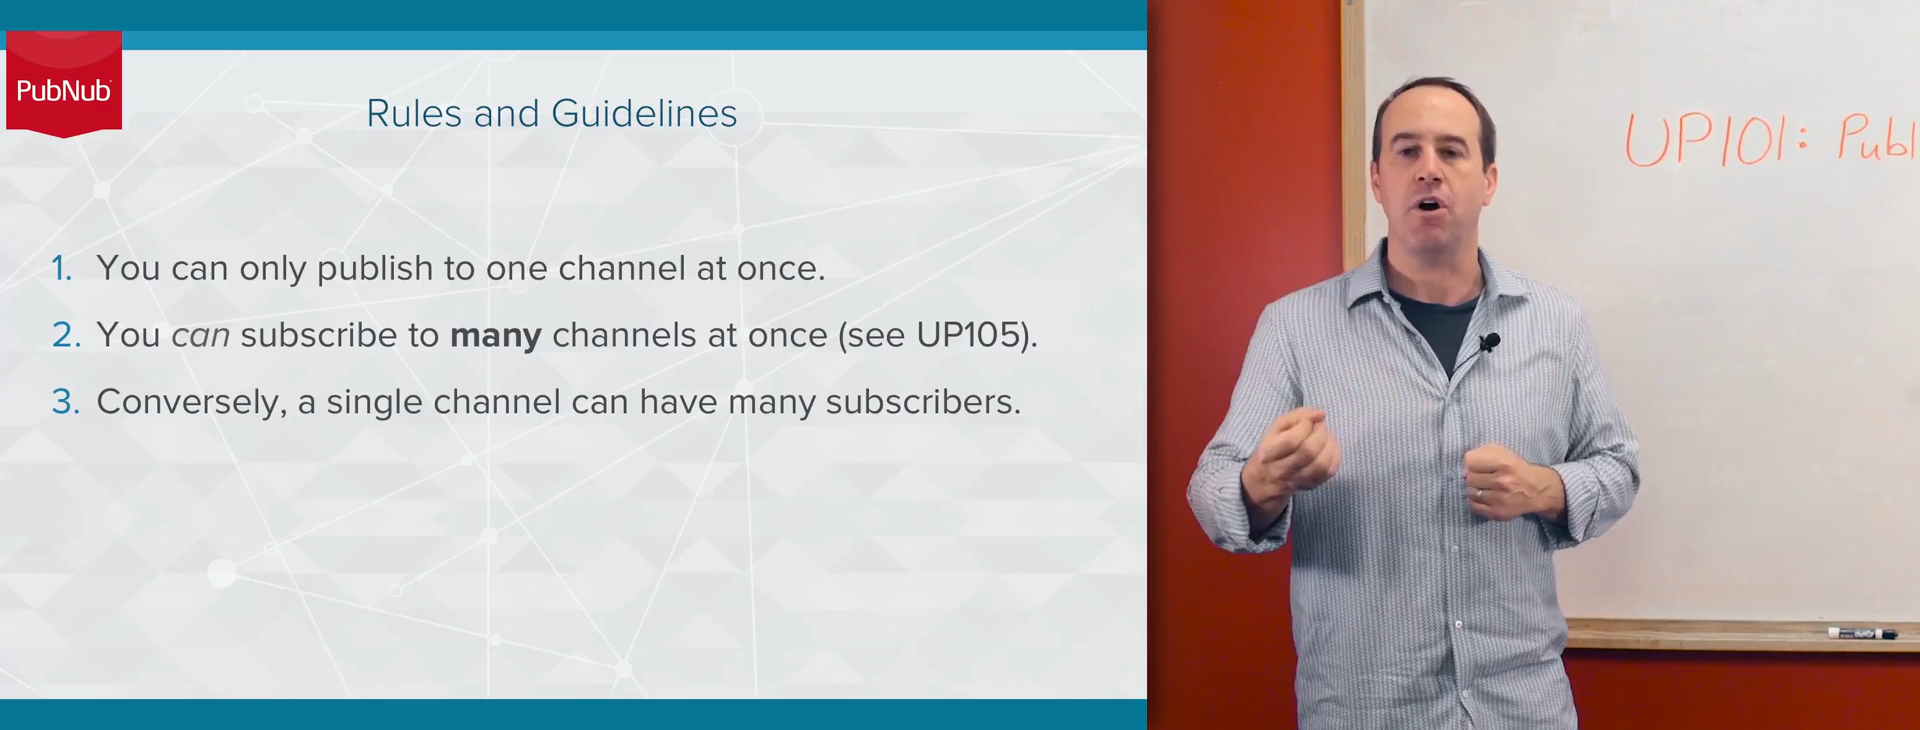 PubNub
Rules and Guidelines
1. You can only publish to one channel at once.
2. You can subscribe to many channels at once (see UP105).
3. Conversely, a single channel can have many subscribers.
UP101: Publ